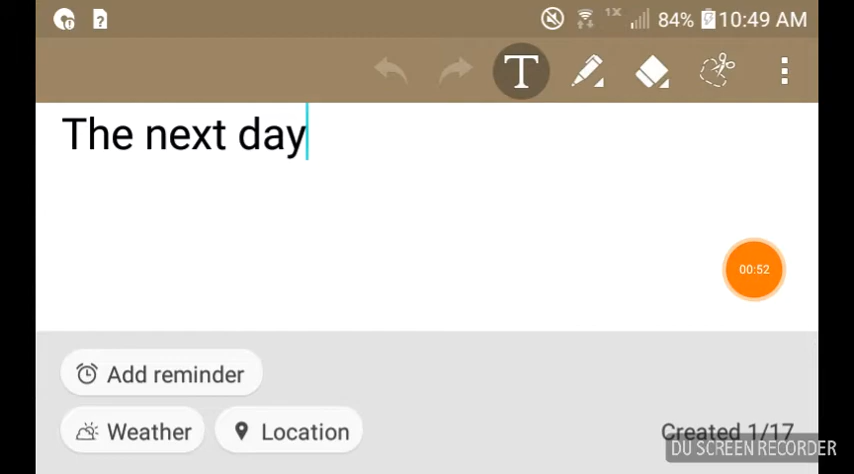 1X 84% 10:49 AM
T
The next day
00:52
Add reminder
Weather Location Created 1/17
DU SCREEN RECORDER